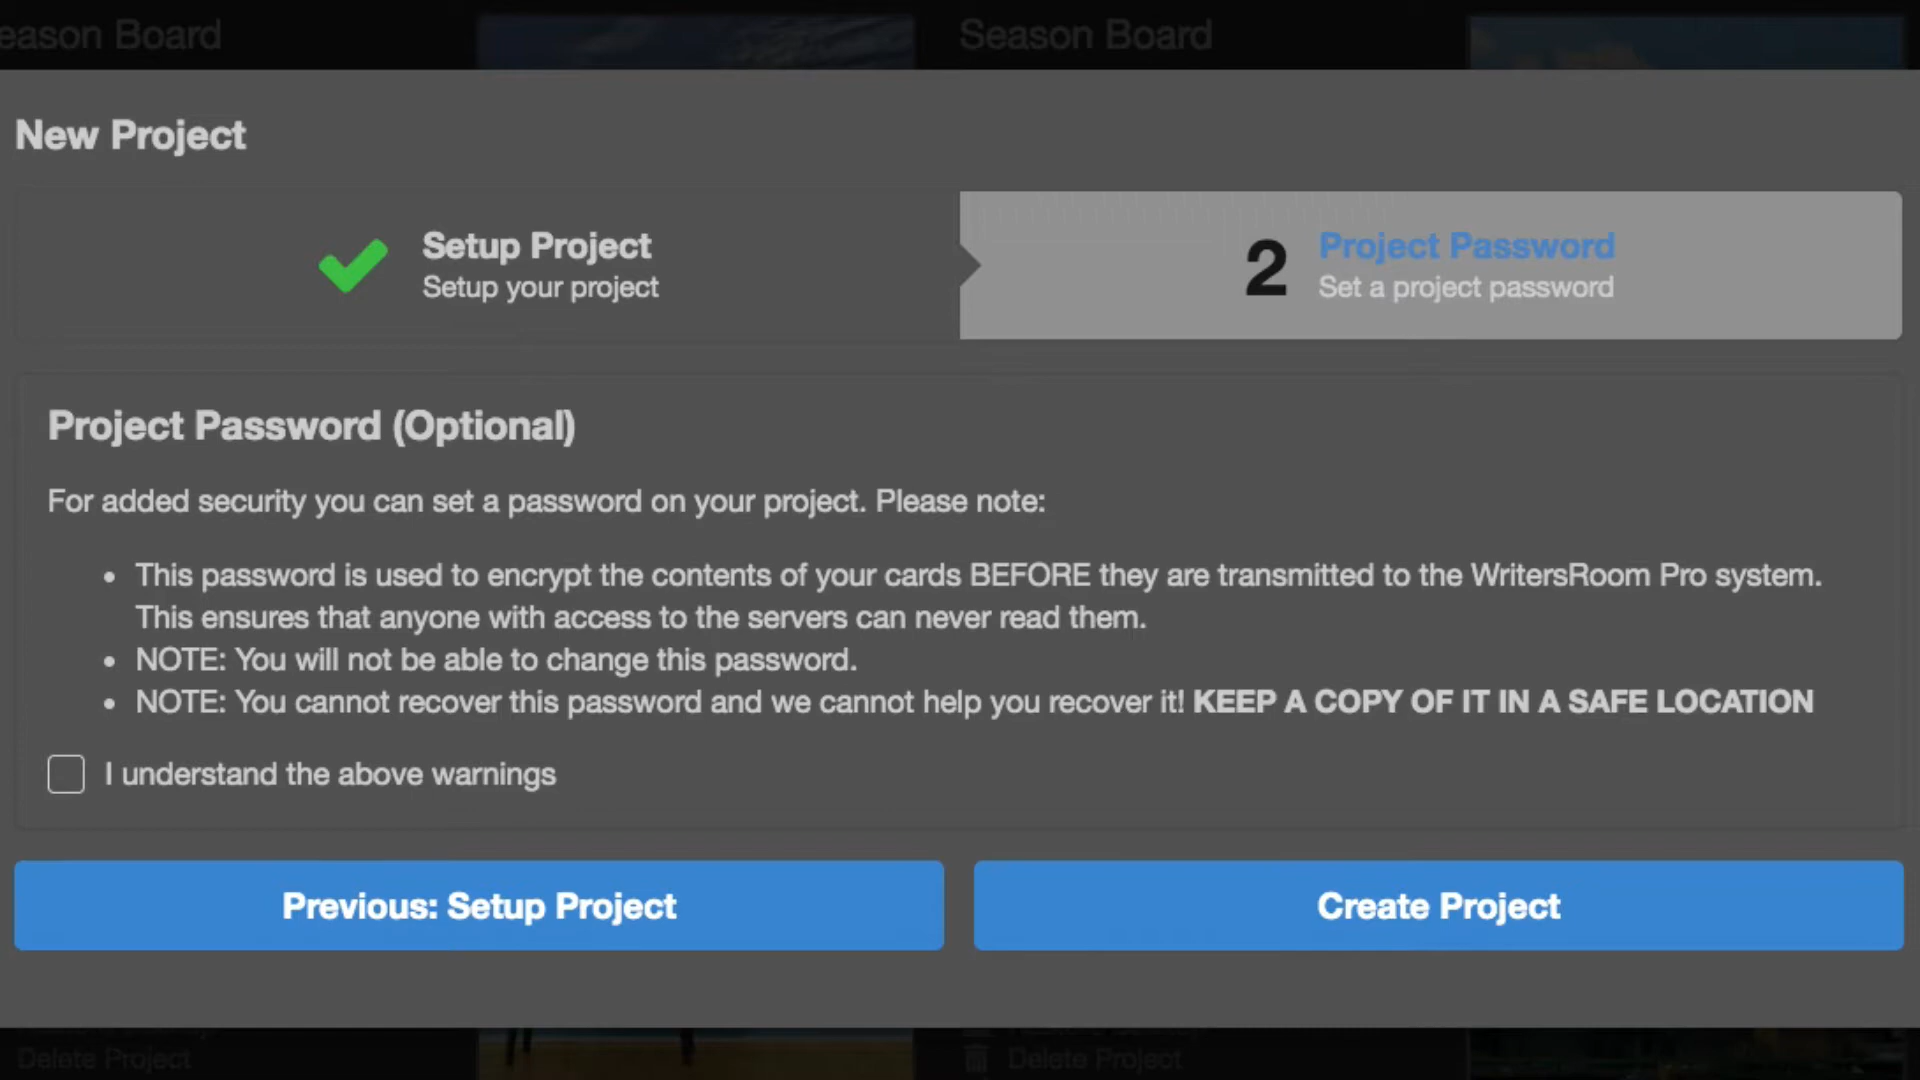 eason Board
Season Board
New Project
Setup Project
Setup your project
2
Project Password
Set a project password
Project Password (Optional)
For added security you can set a password on your project. Please note:
• This password is used to encrypt the contents of your cards BEFORE they are transmitted to the WritersRoom Pro system.
This ensures that anyone with access to the servers can never read them.
• NOTE: You will not be able to change this password.
• NOTE: You cannot recover this password and we cannot help you recover it! KEEP A COPY OF IT IN A SAFE LOCATION
I understand the above warnings
Previous: Setup Project
Create Project
Delete Project
Delete Project